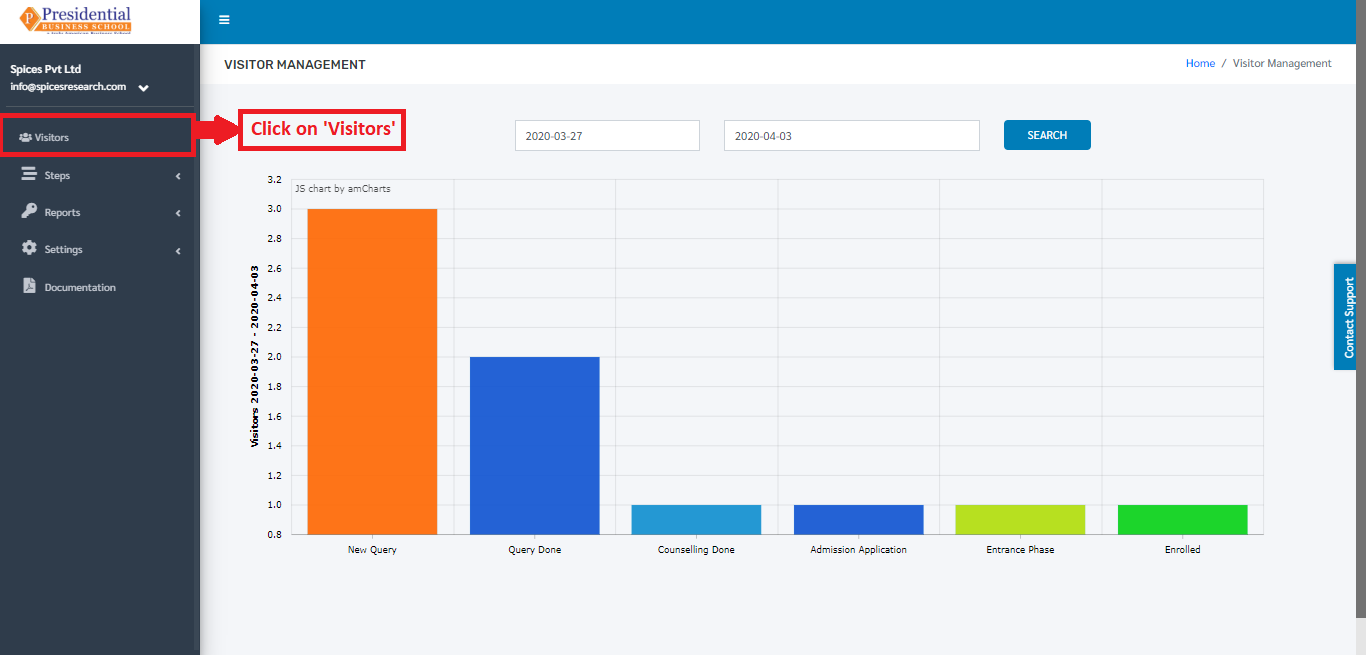 Presidential
BUSINESS SCHOOL
VISITOR MANAGEMENT
Home / Visitor Management
Spices Pvt Ltd
info@spicesresearch.com
Visitors
Click on 'Visitors'
Steps
Reports
Settings
Documentation
2020-03-27
2020-04-03
SEARCH
JS chart by amCharts
Visitors 2020-03-27 - 2020-04-03
3.2
3.0
2.8
2.6
2.4
2.2
2.0
1.8
1.6
1.4
1.2
1.0
0.8
New Query
Query Done
Counselling Done
Admission Application
Entrance Phase
Enrolled
Contact Support